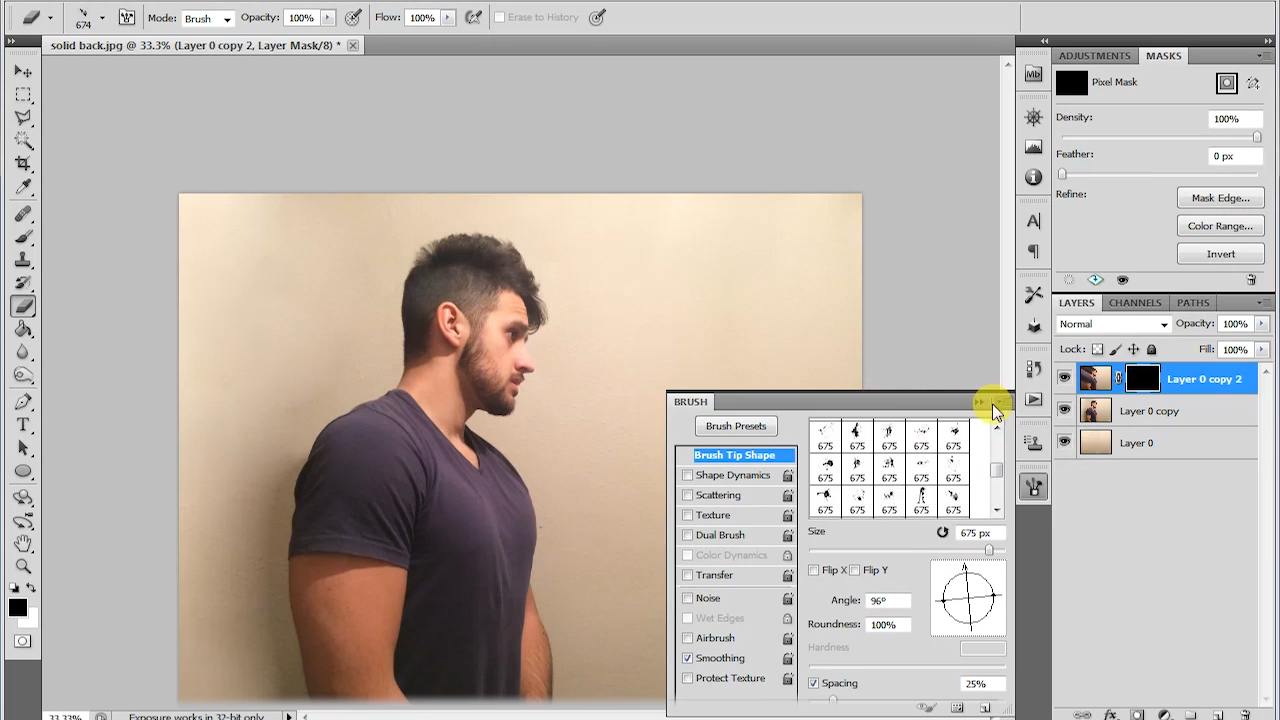 674 Mode: Brush Opacity: 100% Flow: 100% Erase to History
solid back.jpg @ 33.3% (Layer 0 copy 2, Layer Mask/8) *
ADJUSTMENTS MASKS
Pixel Mask
Density: 100%
Feather: 0 px
Refine: Mask Edge...
Color Range...
Invert
LAYERS CHANNELS PATHS
Normal Opacity: 100%
Lock: Fill: 100%
Layer 0 copy 2
Layer 0 copy
Layer 0
Mb
A
T
BRUSH
Brush Presets
Brush Tip Shape
Shape Dynamics
Scattering
Texture
Dual Brush
Color Dynamics
Transfer
Noise
Wet Edges
Airbrush
Smoothing
Protect Texture
675 675 675 675 675
675 675 675 675 675
675 675 675 675 675
Size 675 px
Flip X Flip Y
Angle: 96º
Roundness: 100%
Hardness
Spacing 25%
33.33% Exposure works in 32-bit only